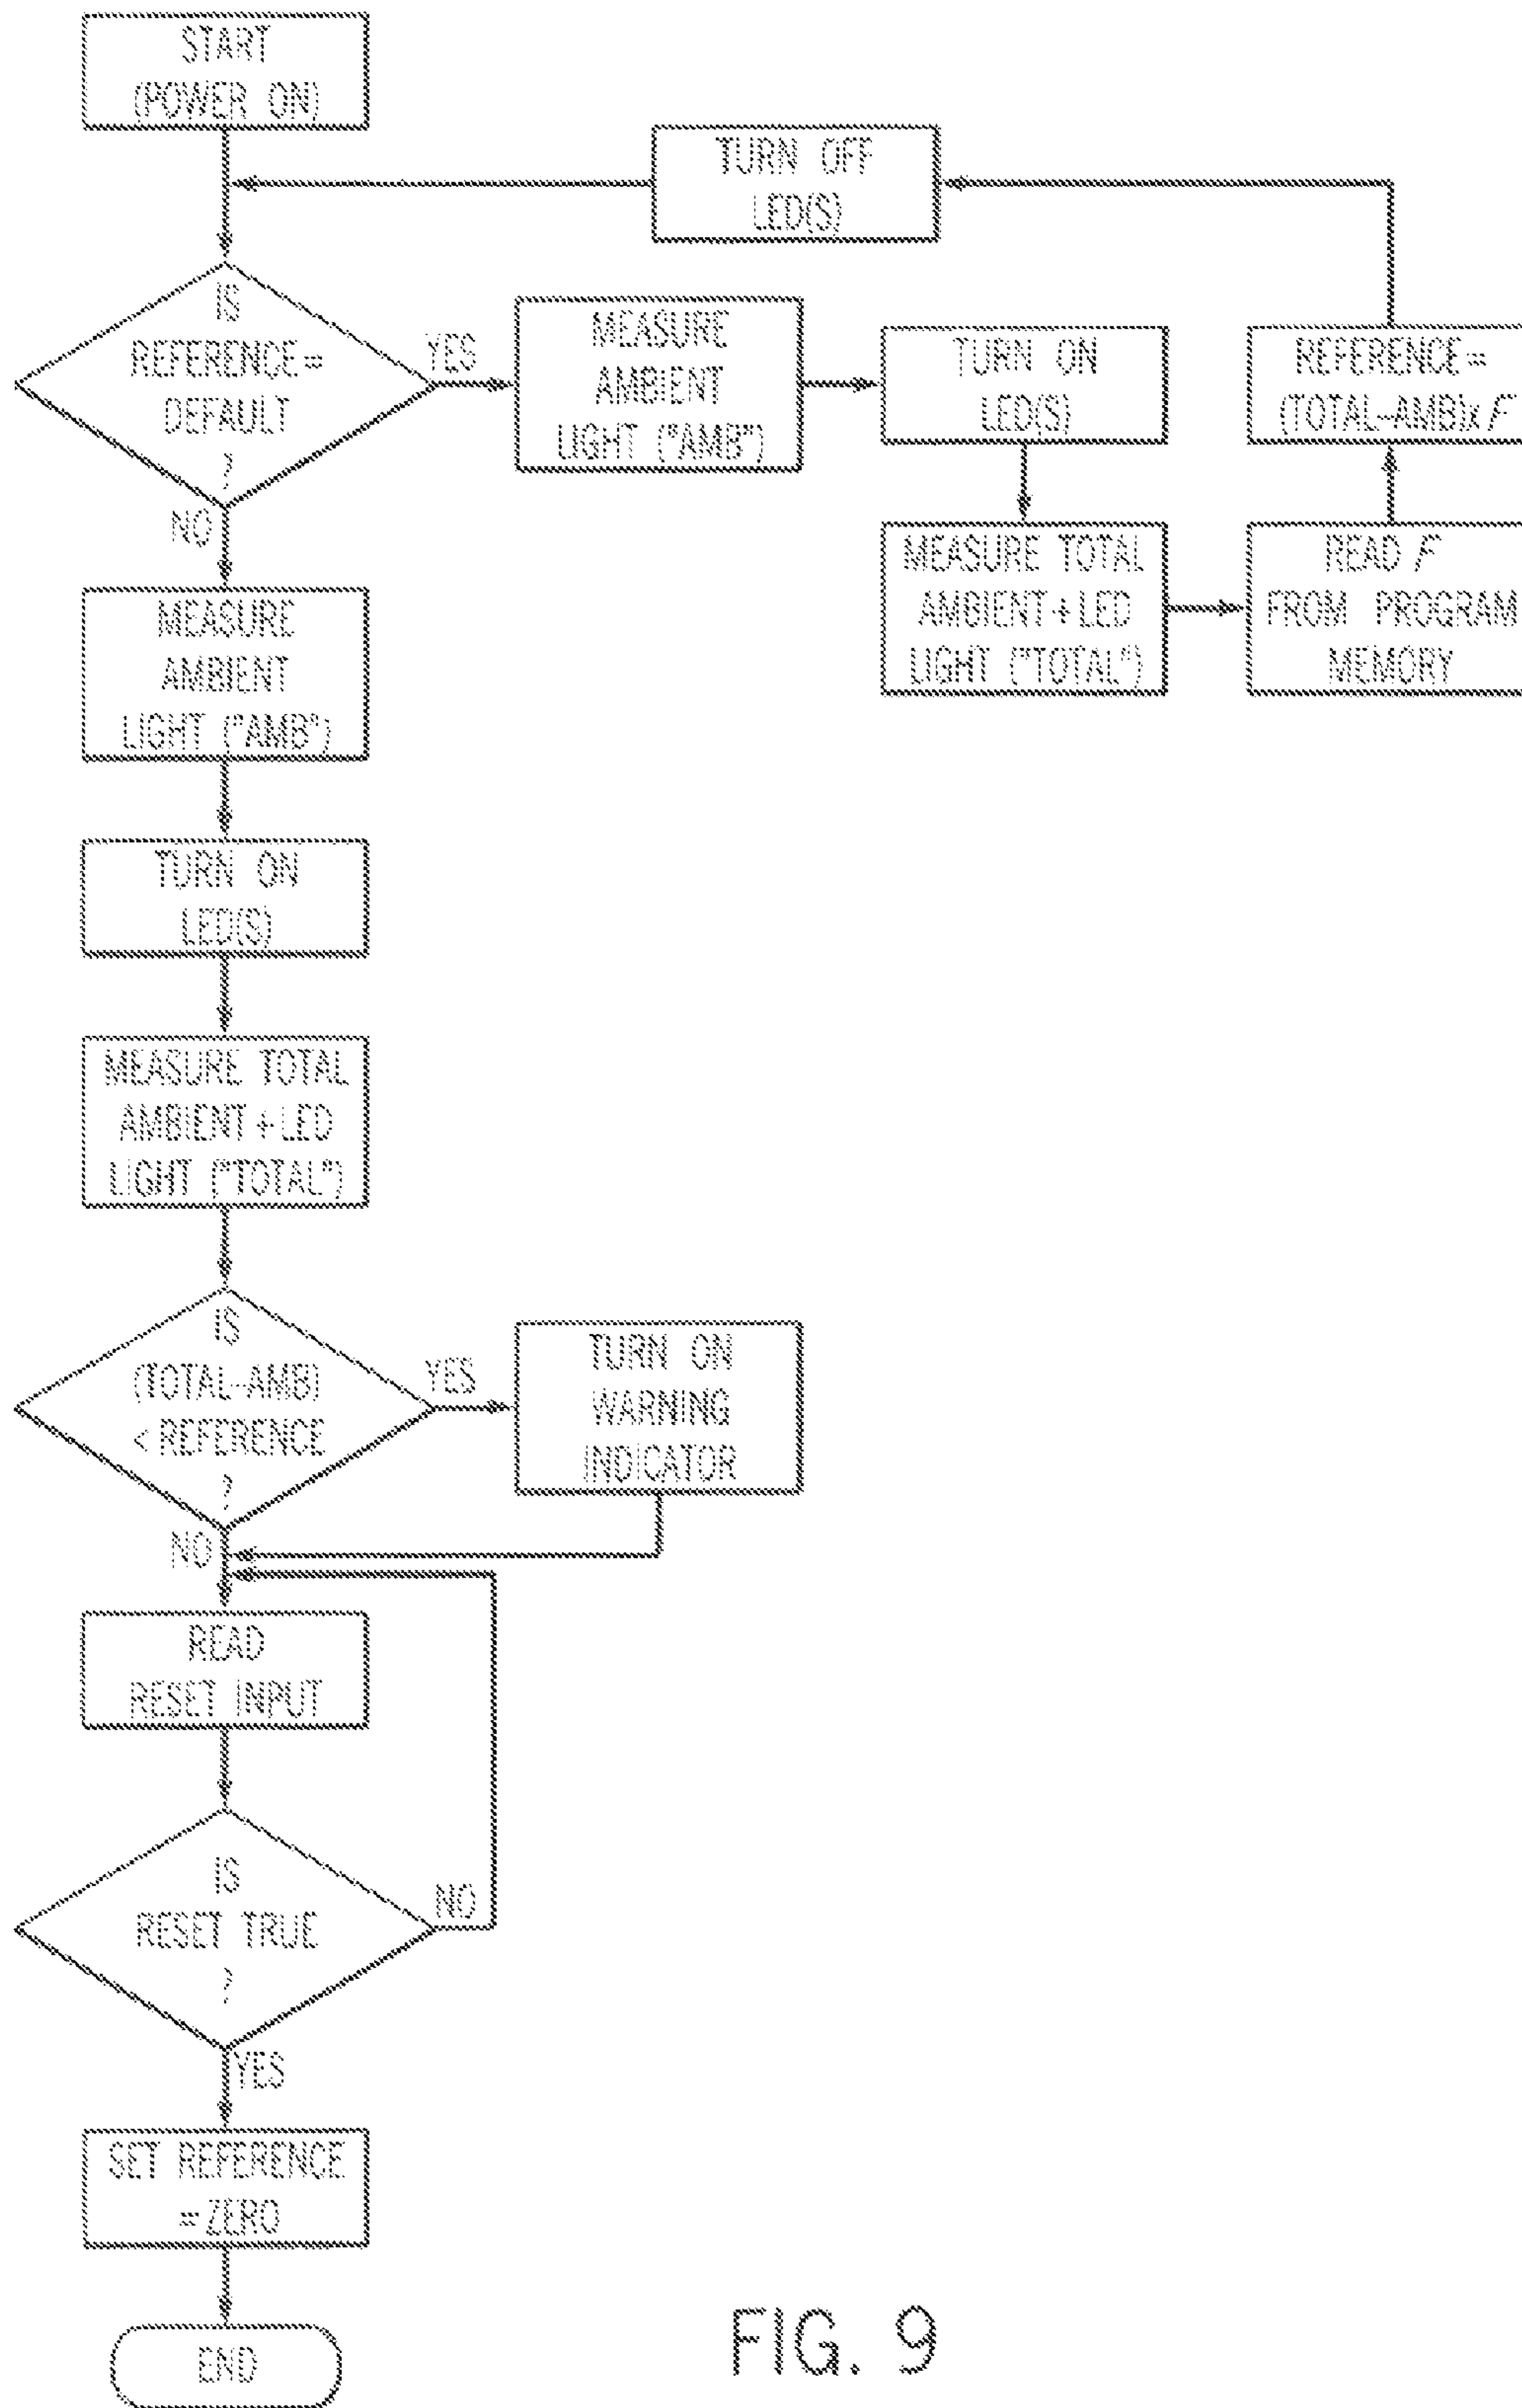 START
(POWER ON)
TURN OFF
LED(S)
IS
REFERENCE=
DEFAULT
?
YES
NO
MEASURE
AMBIENT
LIGHT ("AMB")
TURN ON
LED(S)
REFERENCE=
(TOTAL-AMB)x F
MEASURE TOTAL
AMBIENT+LED
LIGHT ("TOTAL")
READ F
FROM PROGRAM
MEMORY
MEASURE
AMBIENT
LIGHT ("AMB")
TURN ON
LED(S)
MEASURE TOTAL
AMBIENT+LED
LIGHT ("TOTAL")
IS
(TOTAL-AMB)
< REFERENCE
?
YES
NO
TURN ON
WARNING
INDICATOR
READ
RESET INPUT
IS
RESET TRUE
?
NO
YES
SET REFERENCE
=ZERO
END
FIG. 9